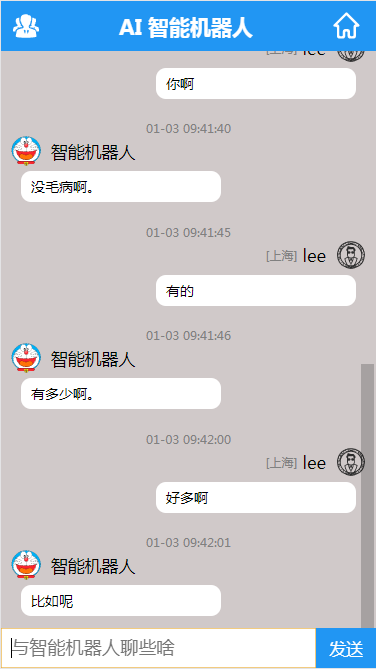 AI 智能机器人
[上海] lee
你啊
01-03 09:41:40
智能机器人
没毛病啊。
01-03 09:41:45
[上海] lee
有的
01-03 09:41:46
智能机器人
有多少啊。
01-03 09:42:00
[上海] lee
好多啊
01-03 09:42:01
智能机器人
比如呢
与智能机器人聊些啥
发送